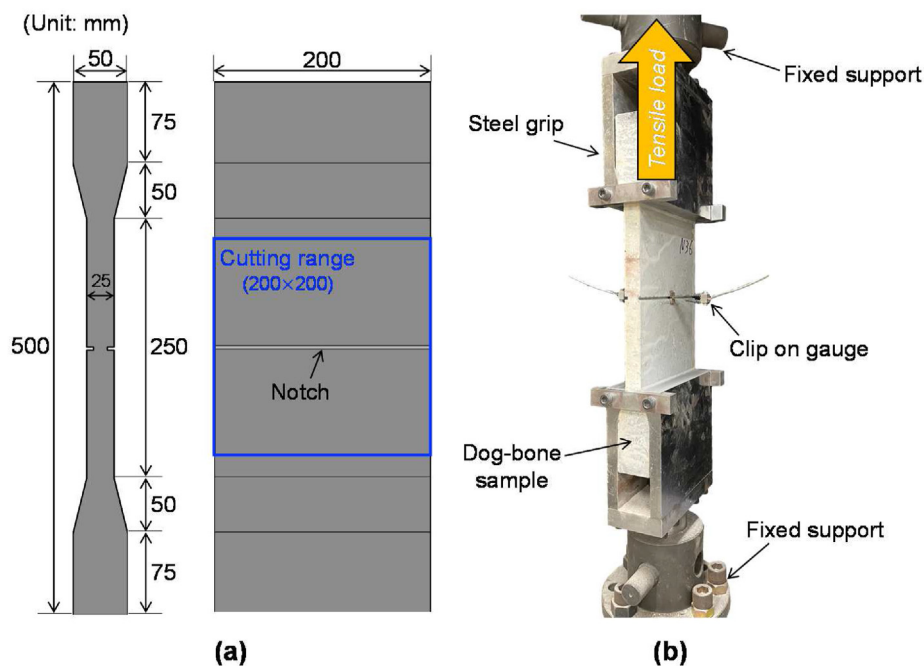 (Unit: mm)
50
200
75
50
Cutting range
(200×200)
25
500
250
Notch
50
75
(a)
Tensile load
Fixed support
Steel grip
N36
Clip on gauge
Dog-bone
sample
Fixed support
(b)